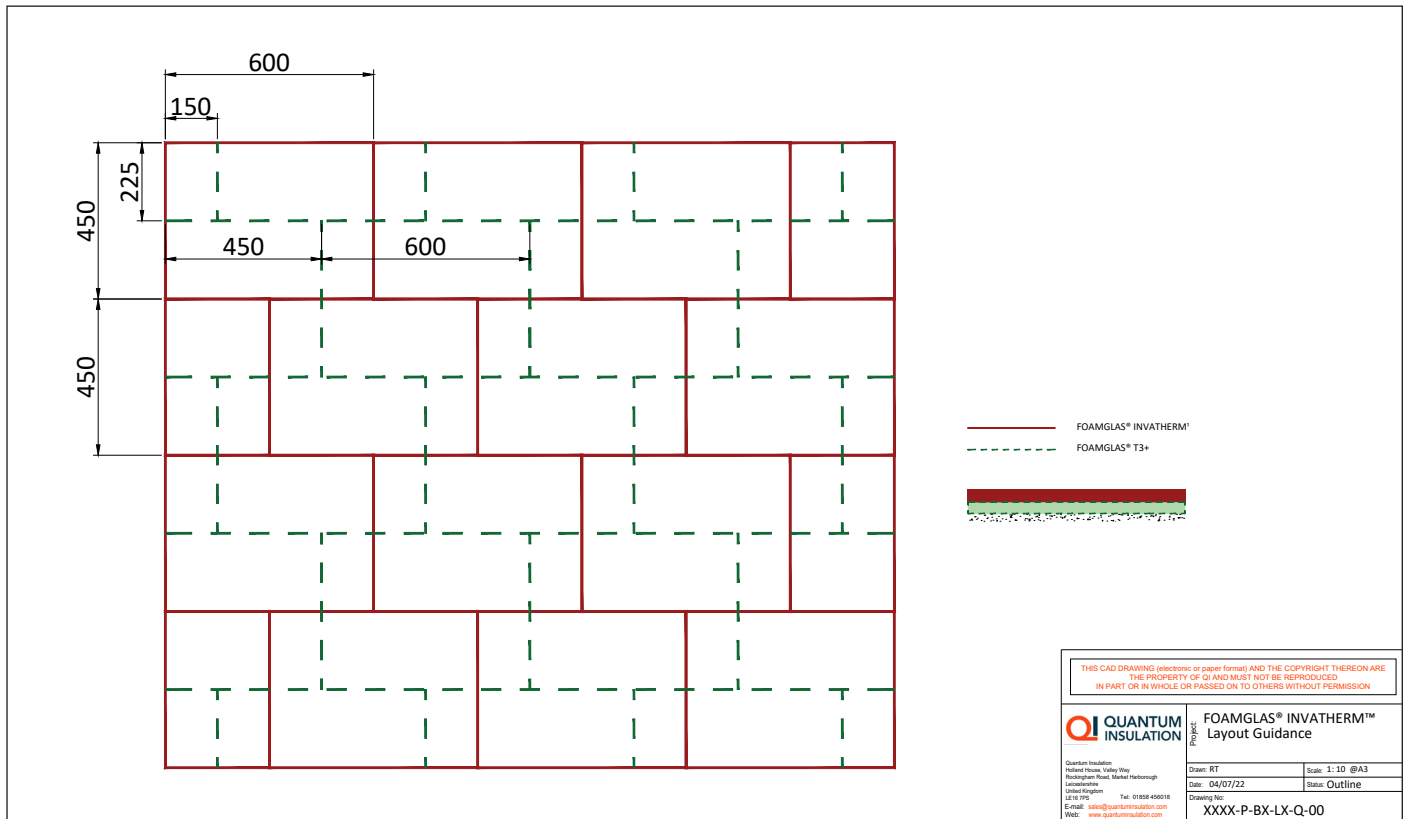 600
150
225
450
450
600
450
FOAMGLAS® INVATHERM¹
FOAMGLAS® T3+
THIS CAD DRAWING (electronic or paper format) AND THE COPYRIGHT THEREON ARE
THE PROPERTY OF QI AND MUST NOT BE REPRODUCED
IN PART OR IN WHOLE OR PASSED ON TO OTHERS WITHOUT PERMISSION
QI QUANTUM
INSULATION
Project:
FOAMGLAS® INVATHERM™
Layout Guidance
Quantum Insulation
Holland House, Valley Way
Rockingham Road, Market Harborough
Leicestershire
United Kingdom
LE16 7PS Tel: 01858 456018
E-mail: sales@quantuminsulation.com
Web: www.quantuminsulation.com
Drawn: RT
Scale: 1: 10 @A3
Date: 04/07/22
Status: Outline
Drawing No:
XXXX-P-BX-LX-Q-00